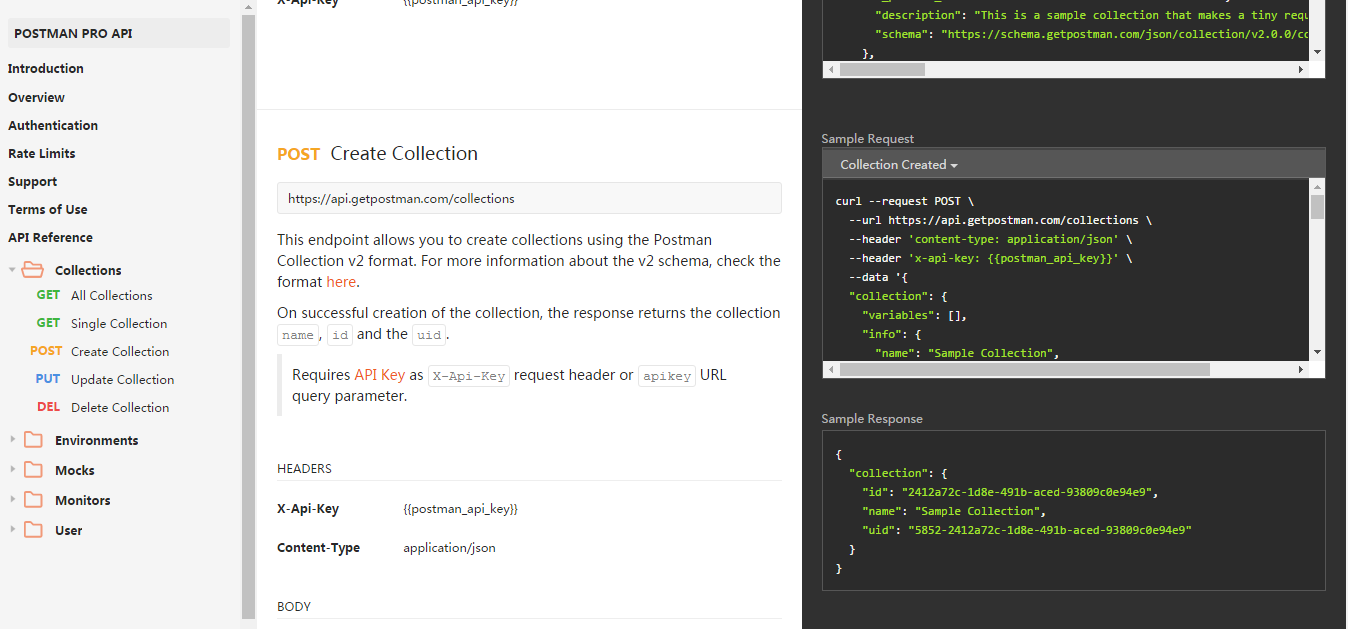 POSTMAN PRO API
Introduction
Overview
Authentication
Rate Limits
Support
Terms of Use
API Reference
Collections
GET All Collections
GET Single Collection
POST Create Collection
PUT Update Collection
DEL Delete Collection
Environments
Mocks
Monitors
User
X-Api-Key {{postman_api_key}}
POST Create Collection
https://api.getpostman.com/collections
This endpoint allows you to create collections using the Postman
Collection v2 format. For more information about the v2 schema, check the
format here.
On successful creation of the collection, the response returns the collection
name , id and the uid .
Requires API Key as X-Api-Key request header or apikey URL
query parameter.
HEADERS
X-Api-Key {{postman_api_key}}
Content-Type application/json
BODY
"description": "This is a sample collection that makes a tiny requ
"schema": "https://schema.getpostman.com/json/collection/v2.0.0/co
},
Sample Request
Collection Created
curl --request POST \
--url https://api.getpostman.com/collections \
--header 'content-type: application/json' \
--header 'x-api-key: {{postman_api_key}}' \
--data '{
"collection": {
"variables": [],
"info": {
"name": "Sample Collection",
Sample Response
{
"collection": {
"id": "2412a72c-1d8e-491b-aced-93809c0e94e9",
"name": "Sample Collection",
"uid": "5852-2412a72c-1d8e-491b-aced-93809c0e94e9"
}
}